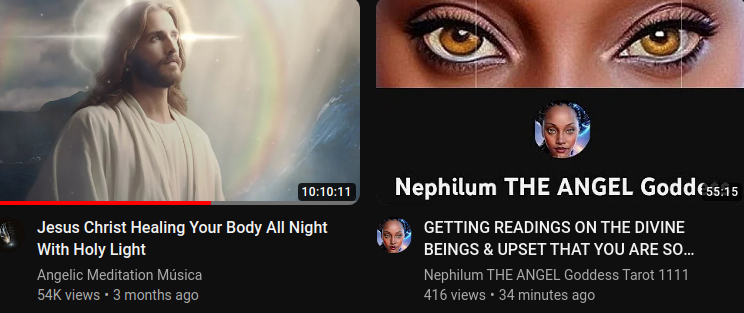 10:10:11
Jesus Christ Healing Your Body All Night
With Holy Light
Angelic Meditation Música
54K views • 3 months ago
Nephilum THE ANGEL Godde
55:15
GETTING READINGS ON THE DIVINE
BEINGS & UPSET THAT YOU ARE SO...
Nephilum THE ANGEL Goddess Tarot 1111
416 views • 34 minutes ago